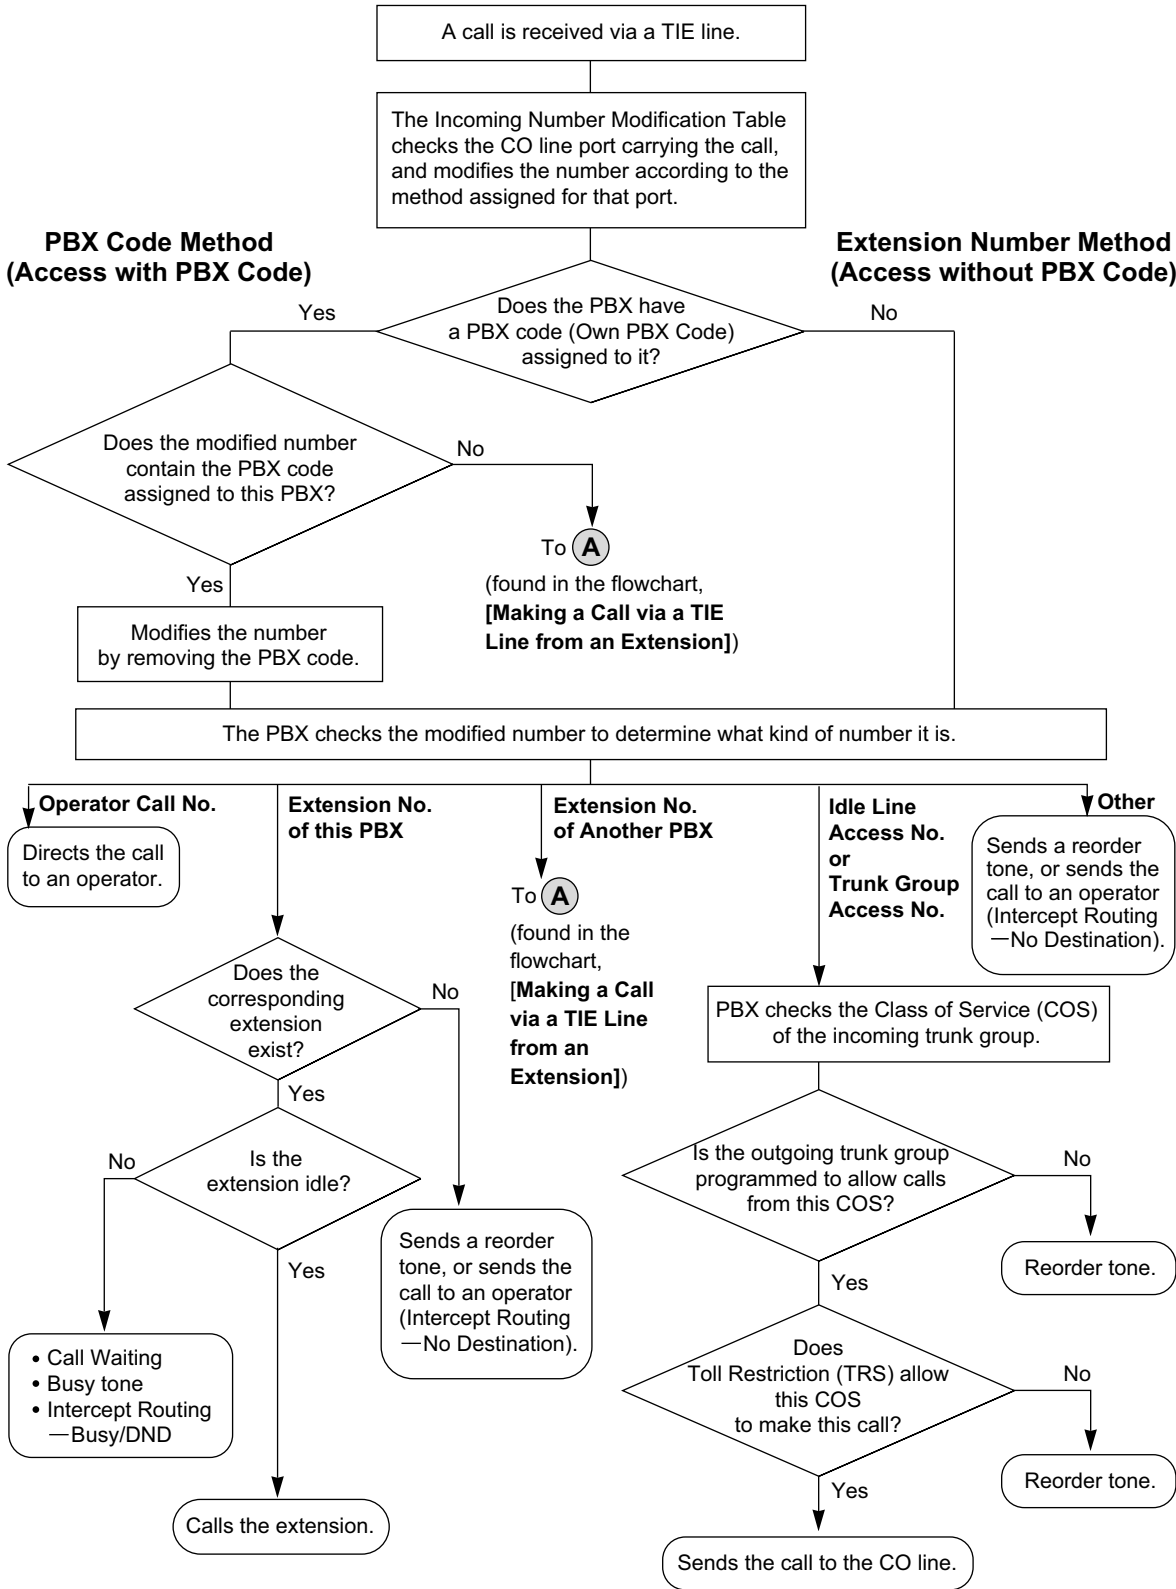 A call is received via a TIE line.
The Incoming Number Modification Table
checks the CO line port carrying the call,
and modifies the number according to the
method assigned for that port.
PBX Code Method
(Access with PBX Code)
Extension Number Method
(Access without PBX Code)
Does the PBX have
a PBX code (Own PBX Code)
assigned to it?
Yes
No
Does the modified number
contain the PBX code
assigned to this PBX?
No
To A
(found in the flowchart,
[Making a Call via a TIE
Line from an Extension])
Yes
Modifies the number
by removing the PBX code.
The PBX checks the modified number to determine what kind of number it is.
Operator Call No.
Directs the call
to an operator.
Extension No.
of this PBX
Extension No.
of Another PBX
To A
(found in the
flowchart,
[Making a Call
via a TIE Line
from an
Extension])
Idle Line
Access No.
or
Trunk Group
Access No.
Other
Sends a reorder
tone, or sends the
call to an operator
(Intercept Routing
—No Destination).
Does the
corresponding
extension
exist?
No
Yes
Is the
extension idle?
No
Yes
Sends a reorder
tone, or sends the
call to an operator
(Intercept Routing
—No Destination).
• Call Waiting
• Busy tone
• Intercept Routing
—Busy/DND
Calls the extension.
PBX checks the Class of Service (COS)
of the incoming trunk group.
Is the outgoing trunk group
programmed to allow calls
from this COS?
No
Reorder tone.
Yes
Does
Toll Restriction (TRS) allow
this COS
to make this call?
No
Reorder tone.
Yes
Sends the call to the CO line.